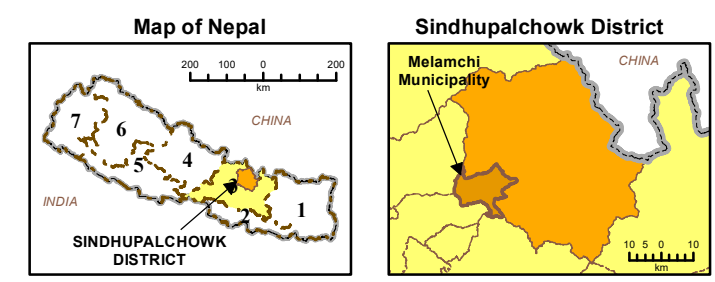 Map of Nepal
200 100 0 200
km
CHINA
7
6
5
4
3
2
1
INDIA
SINDHUPALCHOWK
DISTRICT
Sindhupalchowk District
Melamchi
Municipality
CHINA
10 5 0 10
km